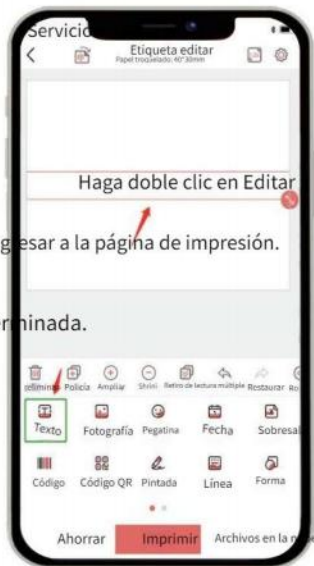 Servicio
Etiqueta editar
Papel troquelado: 40*30mm
Haga doble clic en Editar
gresar a la página de impresión.
erminada.
Policía Ampliar Shrini Retiro de lectura múltiple Restaurar
Texto Fotografía Pegatina Fecha Sobresal
Código Código QR Pintada Línea Forma
Ahorrar Imprimir Archivos en la